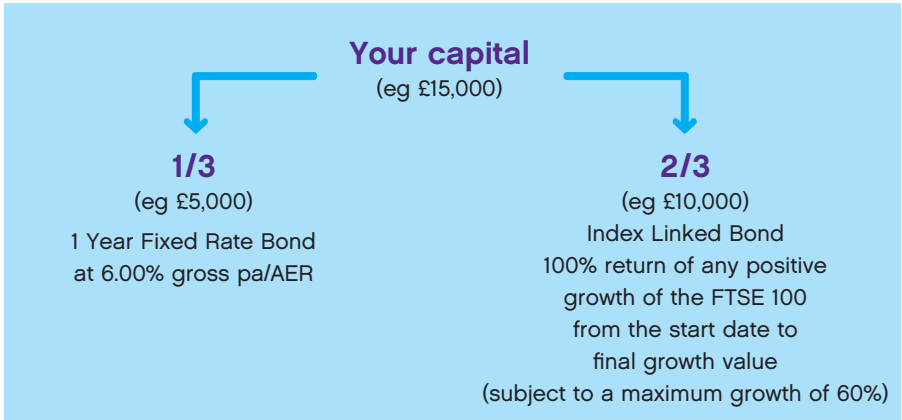 Your capital
(eg £15,000)
1/3
(eg £5,000)
1 Year Fixed Rate Bond
at 6.00% gross pa/AER
2/3
(eg £10,000)
Index Linked Bond
100% return of any positive
growth of the FTSE 100
from the start date to
final growth value
(subject to a maximum growth of 60%)